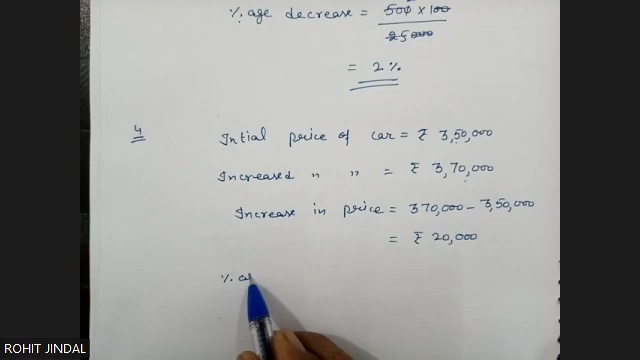 % age decrease = 500 × 100
25000
= 2 %
4
Intial price of car = ₹ 3,50,000
Increased " " = ₹ 3,70,000
Increase in price = 370,000 - 3,50,000
= ₹ 20,000
% a
ROHIT JINDAL